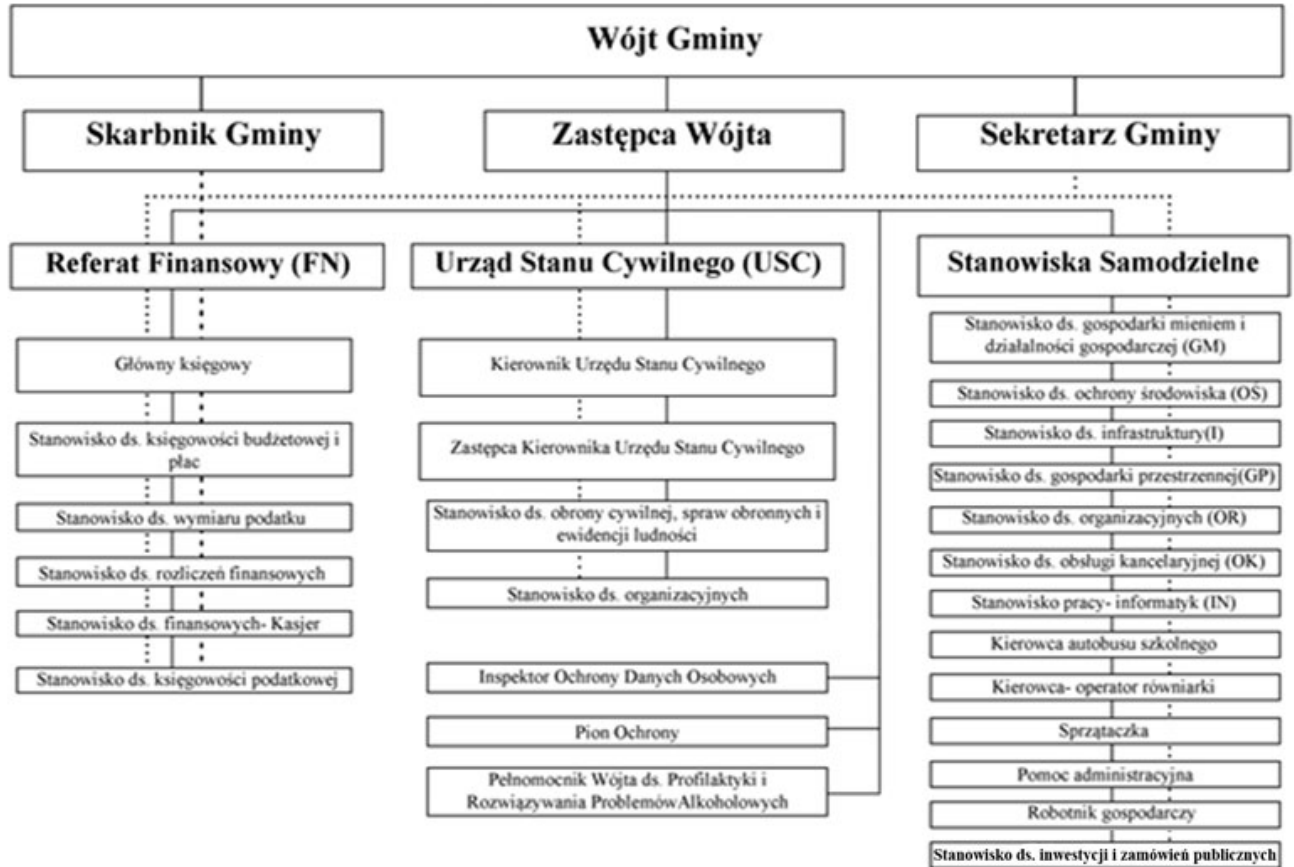 Wójt Gminy
Skarbnik Gminy
Zastępca Wójta
Sekretarz Gminy
Referat Finansowy (FN)
Główny księgowy
Stanowisko ds. księgowości budżetowej i
płac
Stanowisko ds. wymiaru podatku
Stanowisko ds. rozliczeń finansowych
Stanowisko ds. finansowych- Kasjer
Stanowisko ds. księgowości podatkowej
Urząd Stanu Cywilnego (USC)
Kierownik Urzędu Stanu Cywilnego
Zastępca Kierownika Urzędu Stanu Cywilnego
Stanowisko ds. obrony cywilnej, spraw obronnych i
ewidencji ludności
Stanowisko ds. organizacyjnych
Inspektor Ochrony Danych Osobowych
Pion Ochrony
Pełnomocnik Wójta ds. Profilaktyki i
Rozwiązywania ProblemówAlkoholowych
Stanowiska Samodzielne
Stanowisko ds. gospodarki mieniem i
działalności gospodarczej (GM)
Stanowisko ds. ochrony środowiska (OŚ)
Stanowisko ds. infrastruktury(I)
Stanowisko ds. gospodarki przestrzennej(GP)
Stanowisko ds. organizacyjnych (OR)
Stanowisko ds. obsługi kancelaryjnej (OK)
Stanowisko pracy- informatyk (IN)
Kierowca autobusu szkolnego
Kierowca- operator równiarki
Sprzątaczka
Pomoc administracyjna
Robotnik gospodarczy
Stanowisko ds. inwestycji i zamówień publicznych